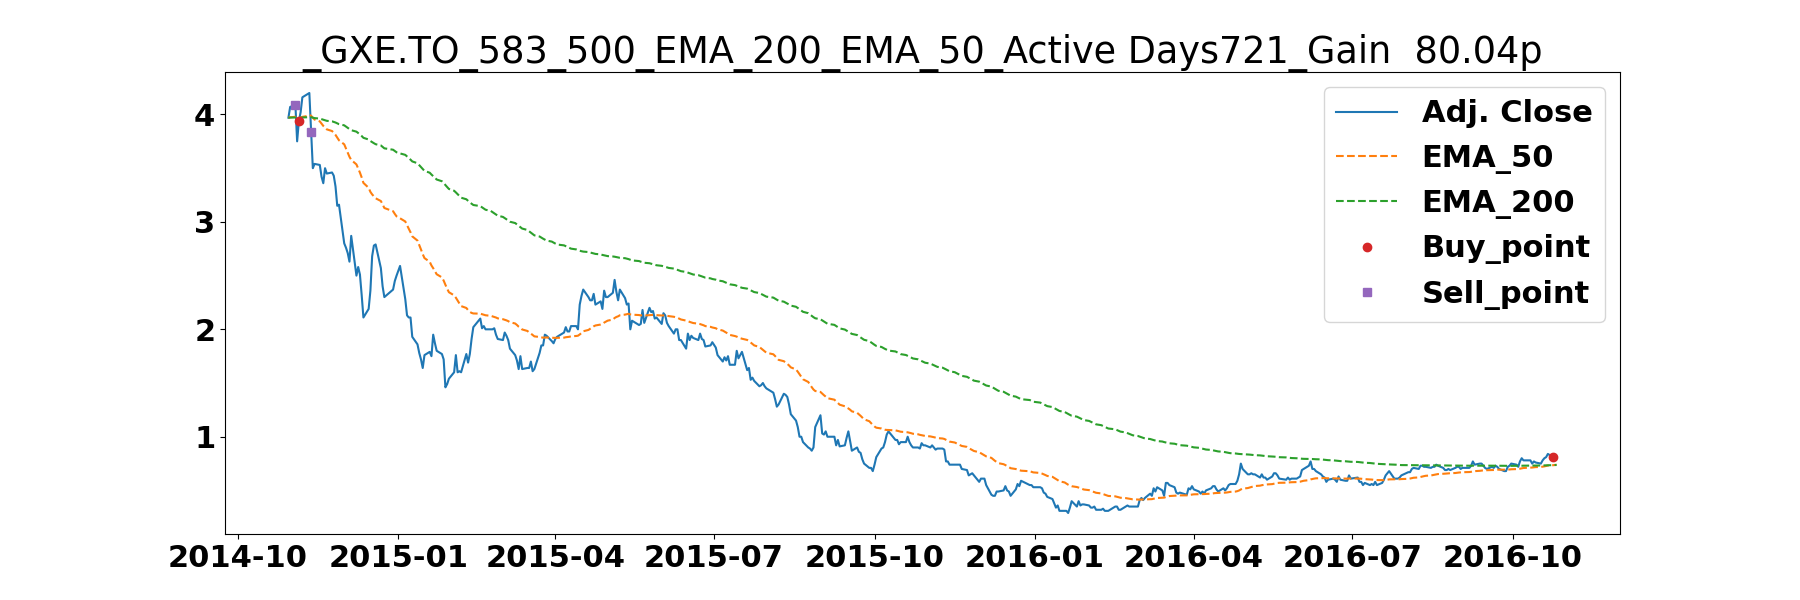 _GXE.TO_583_500_EMA_200_EMA_50_Active Days721_Gain  80.04p
Adj. Close
EMA_50
EMA_200
Buy_point
Sell_point
4
3
2
1
2014-10 2015-01 2015-04 2015-07 2015-10 2016-01 2016-04 2016-07 2016-10